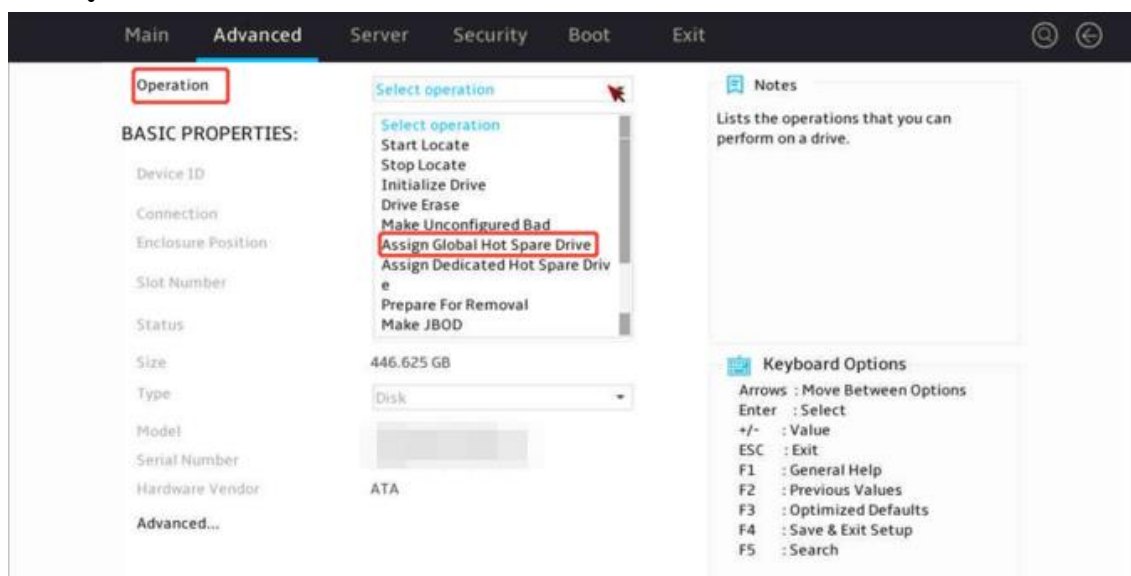 Main Advanced Server Security Boot Exit
Operation
Select operation
Select operation
Start Locate
Stop Locate
Initialize Drive
Drive Erase
Make Unconfigured Bad
Assign Global Hot Spare Drive
Assign Dedicated Hot Spare Driv
e
Prepare For Removal
Make JBOD
BASIC PROPERTIES:
Device ID
Connection
Enclosure Position
Slot Number
Status
Size 446.625 GB
Type Disk
Model
Serial Number
Hardware Vendor ATA
Advanced...
Notes
Lists the operations that you can
perform on a drive.
Keyboard Options
Arrows : Move Between Options
Enter : Select
+/- : Value
ESC : Exit
F1 : General Help
F2 : Previous Values
F3 : Optimized Defaults
F4 : Save & Exit Setup
F5 : Search